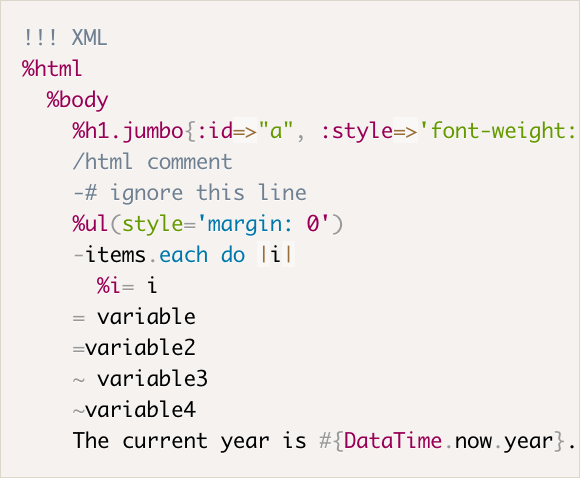 !!! XML
%html
  %body
    %h1.jumbo{:id=>"a", :style=>'font-weight:
    /html comment
    -# ignore this line
    %ul(style='margin: 0')
    -items.each do |i|
      %i= i
    = variable
    =variable2
    ~ variable3
    ~variable4
    The current year is #{DataTime.now.year}.